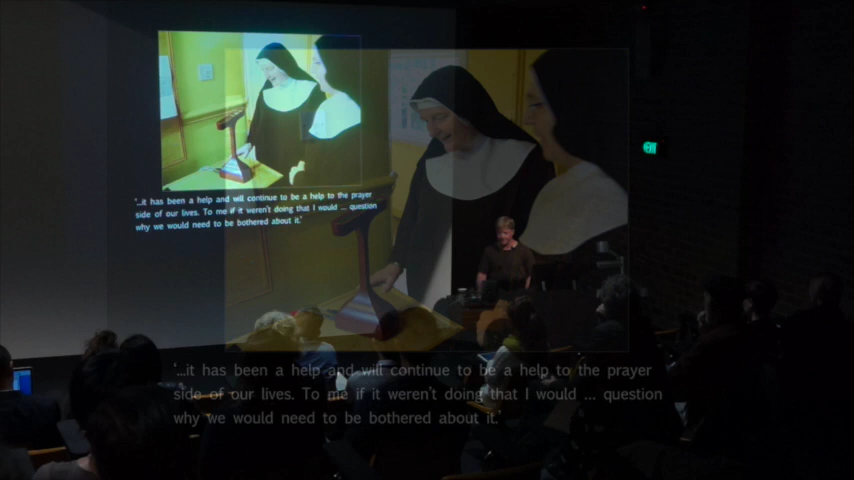 '...it has been a help and will continue to be a help to the prayer
side of our lives. To me if it weren't doing that I would ... question
why we would need to be bothered about it.'
EXIT
'...it has been a help and will continue to be a help to the prayer
side of our lives. To me if it weren't doing that I would ... question
why we would need to be bothered about it.'